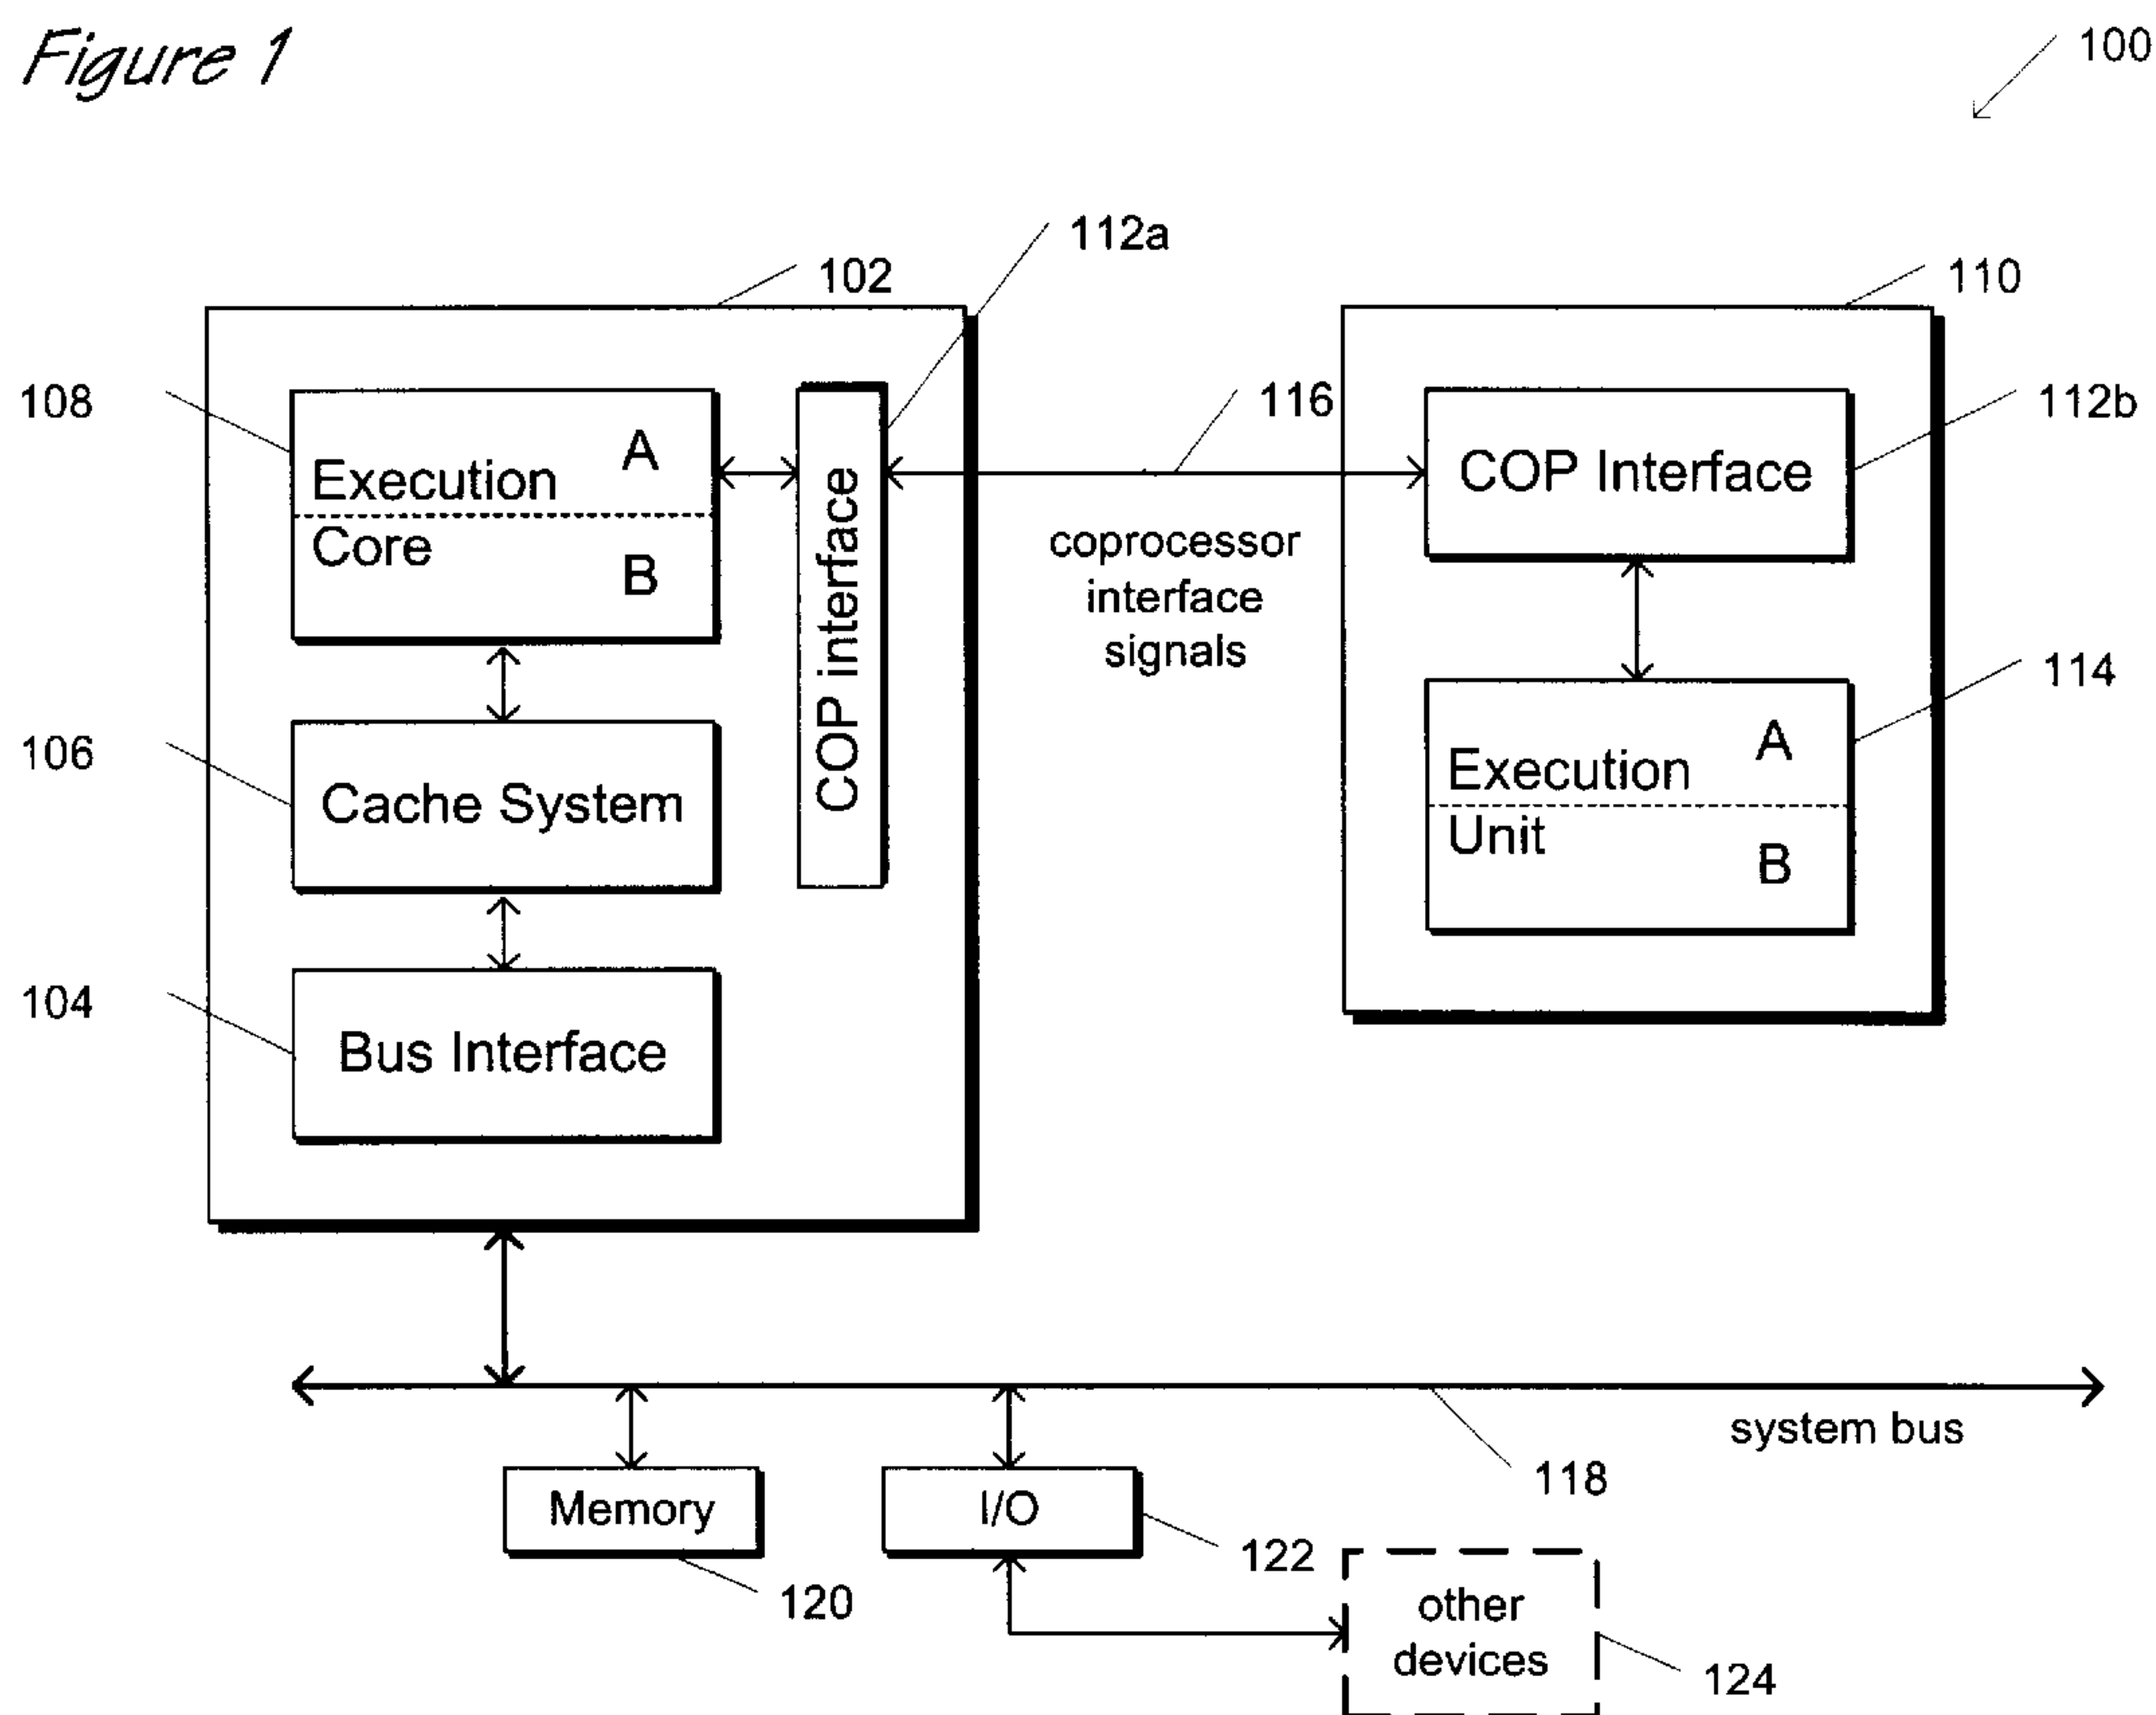 Figure 1
100
112a
102
110
108
Execution
Core
A
B
COP interface
116
coprocessor
interface
signals
COP Interface
112b
106
Cache System
Execution
Unit
A
B
114
104
Bus Interface
system bus
118
Memory
120
I/O
122
other
devices
124